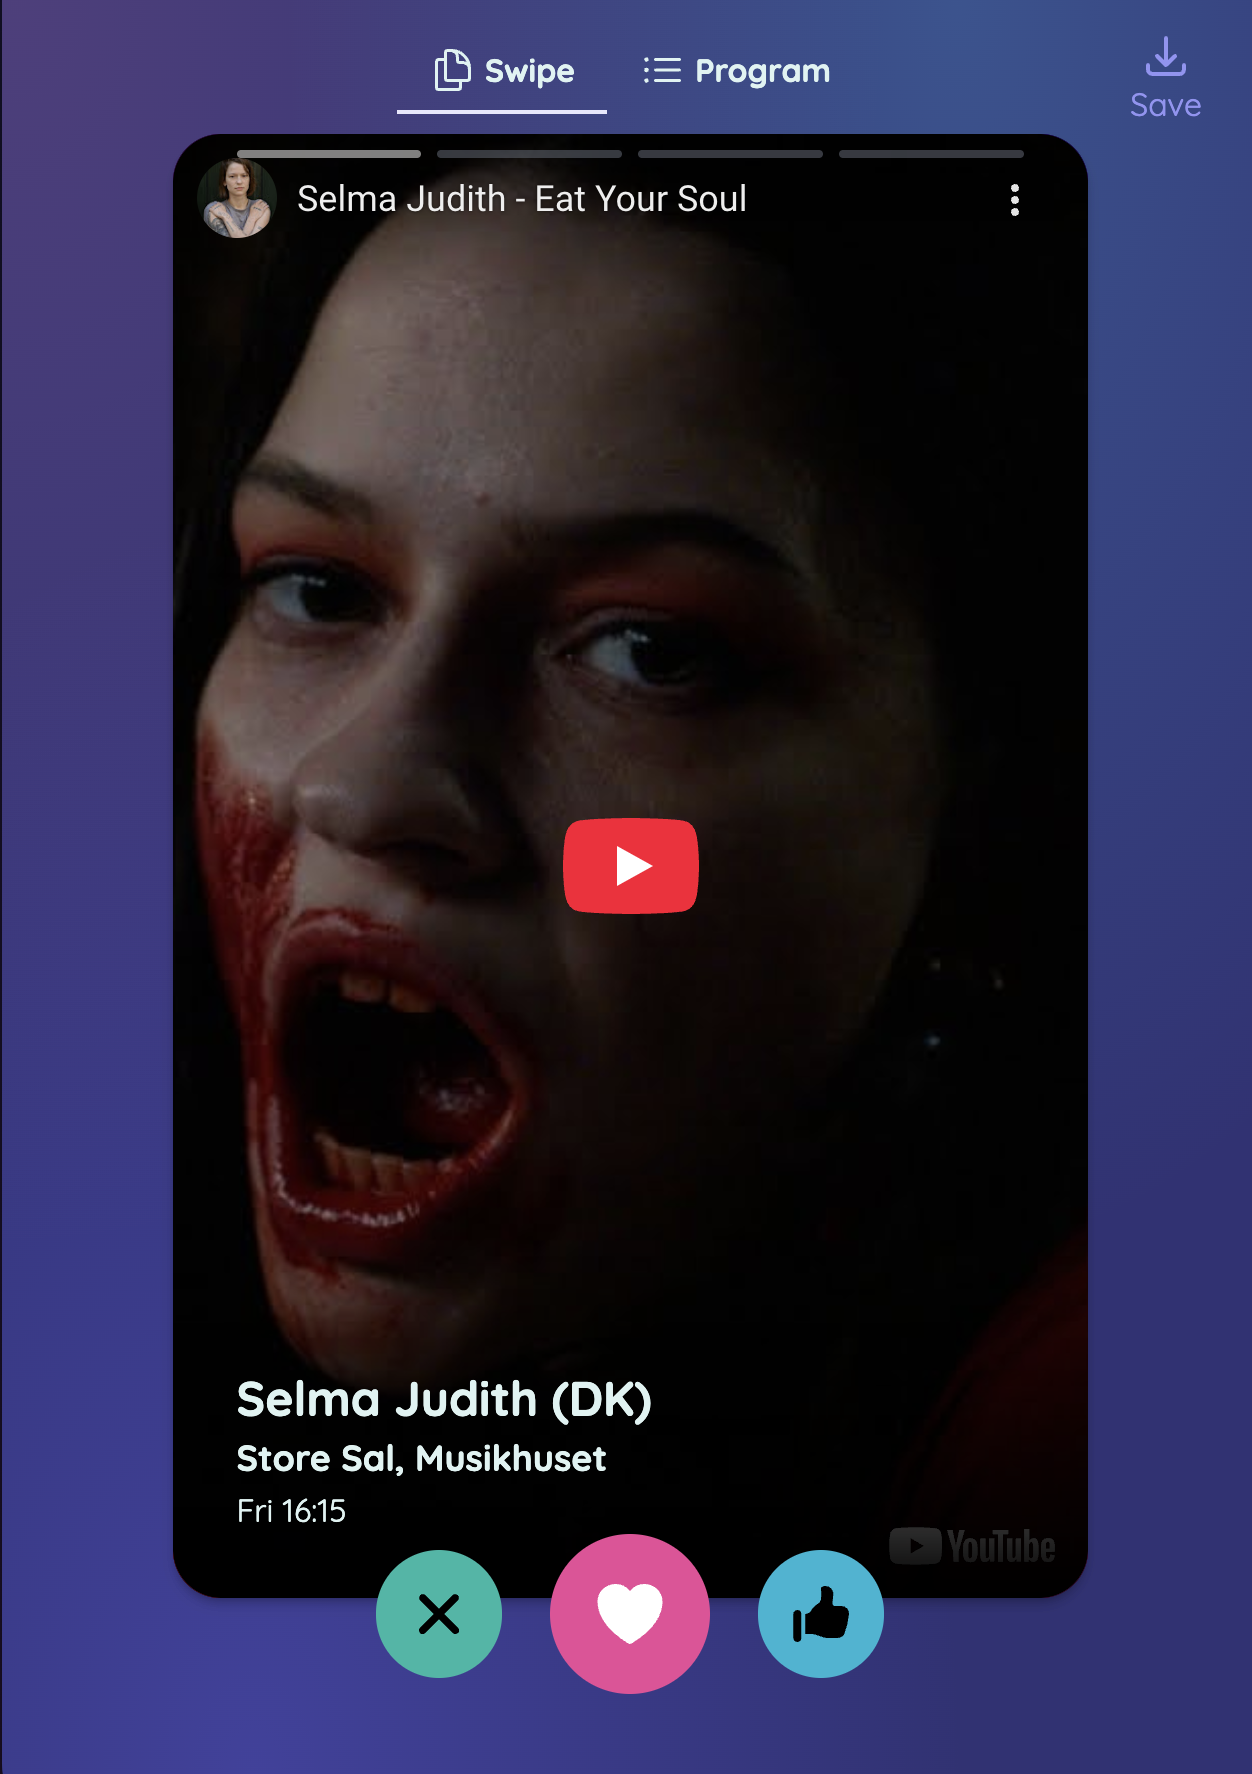 Swipe
Program
Save
Selma Judith - Eat Your Soul
Selma Judith (DK)
Store Sal, Musikhuset
Fri 16:15
YouTube